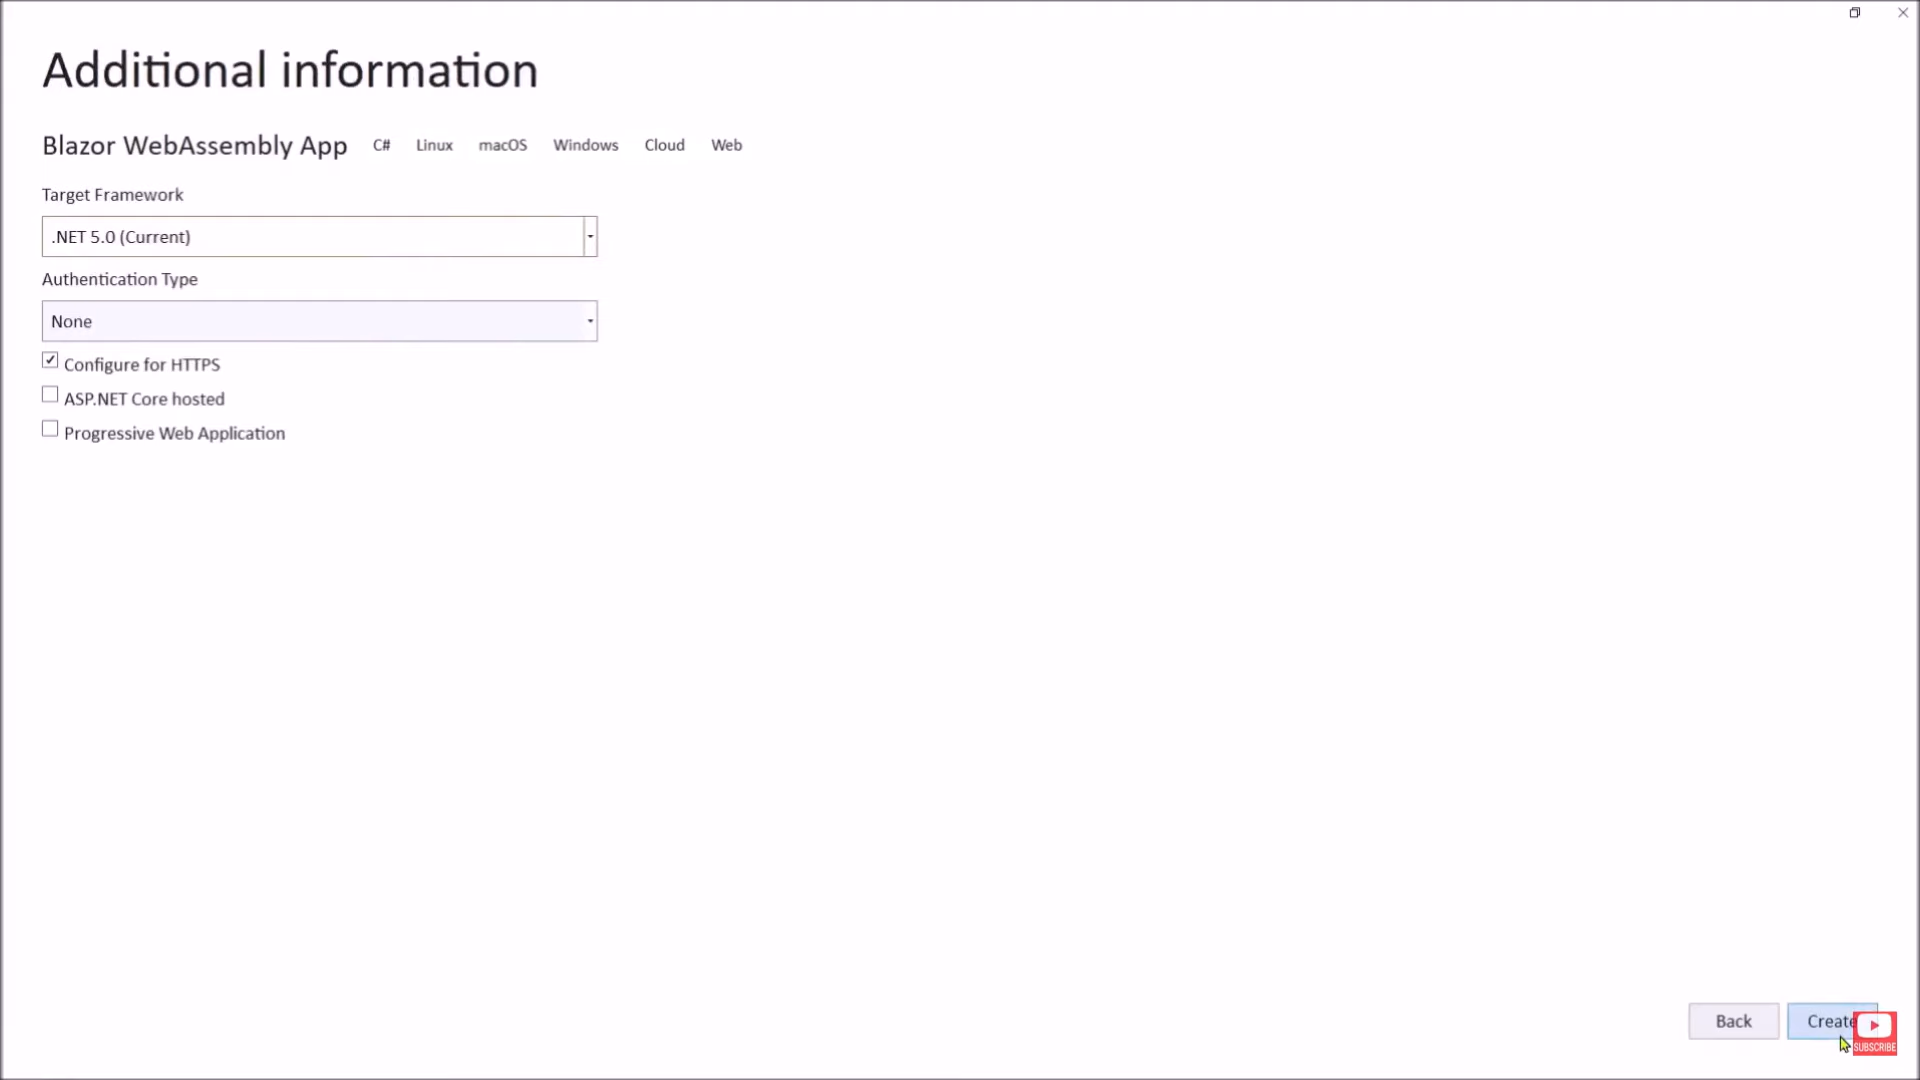 Additional information
Blazor WebAssembly App C# Linux macOS Windows Cloud Web
Target Framework
.NET 5.0 (Current)
Authentication Type
None
Configure for HTTPS
ASP.NET Core hosted
Progressive Web Application
Back Create
SUBSCRIBE